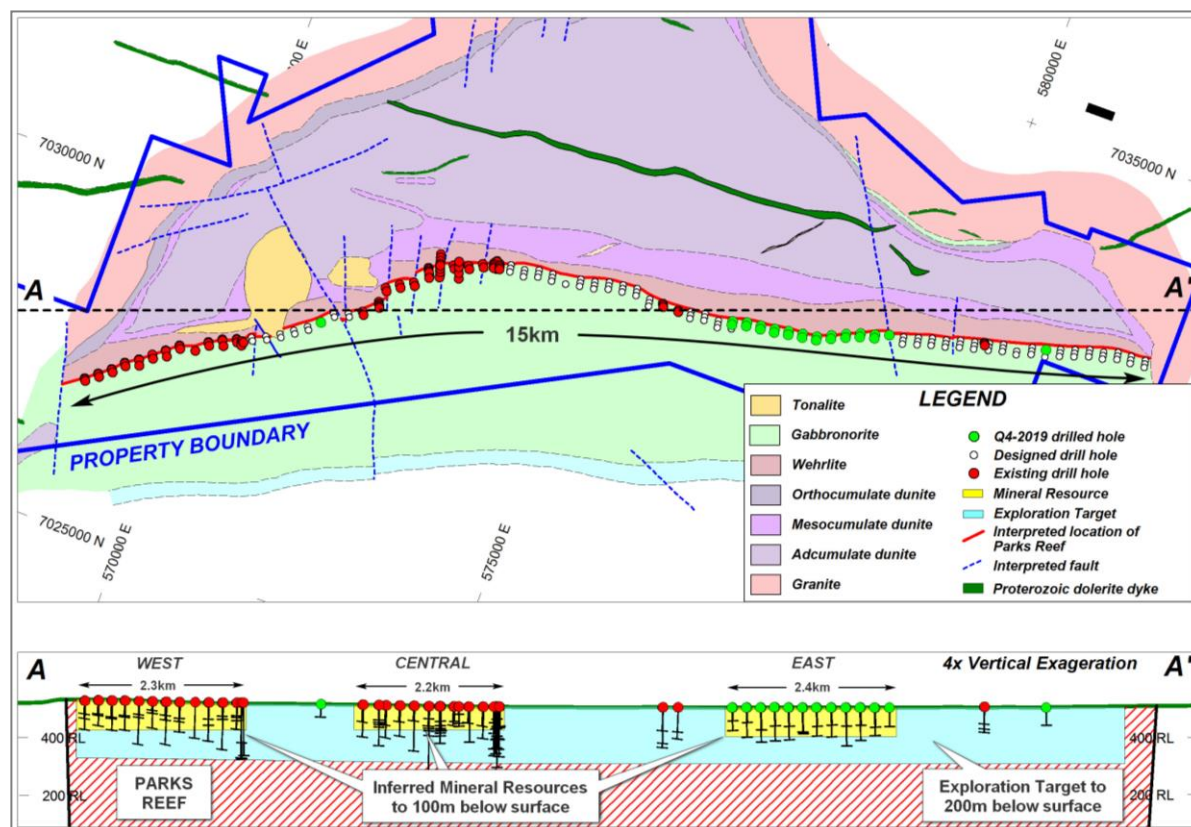 580000 E
7030000 N
7035000 N
A
A'
15km
PROPERTY BOUNDARY
7025000 N
570000 E
575000 E
LEGEND
Tonalite
Gabbronorite
Wehrlite
Orthocumulate dunite
Mesocumulate dunite
Adcumulate dunite
Granite
Q4-2019 drilled hole
Designed drill hole
Existing drill hole
Mineral Resource
Exploration Target
Interpreted location of
Parks Reef
Interpreted fault
Proterozoic dolerite dyke
A
WEST
CENTRAL
EAST
4x Vertical Exageration
A'
2.3km
2.2km
2.4km
400 RL
400 RL
200 RL
200 RL
PARKS
REEF
Inferred Mineral Resources
to 100m below surface
Exploration Target to
200m below surface